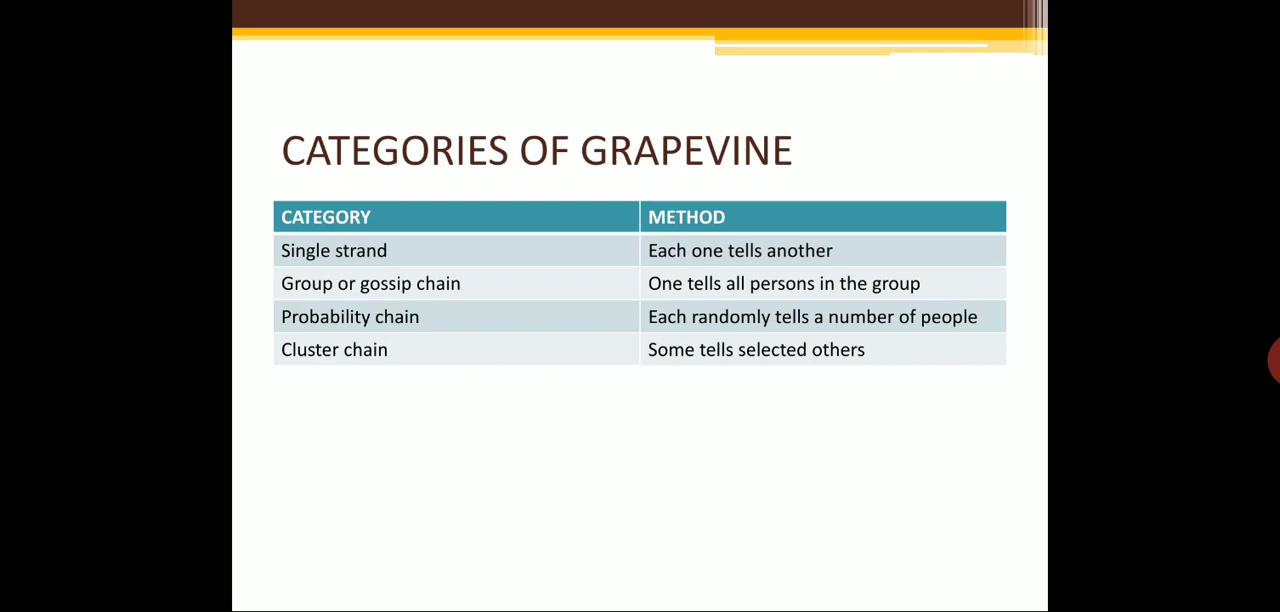 CATEGORIES OF GRAPEVINE
CATEGORY METHOD
Single strand Each one tells another
Group or gossip chain One tells all persons in the group
Probability chain Each randomly tells a number of people
Cluster chain Some tells selected others